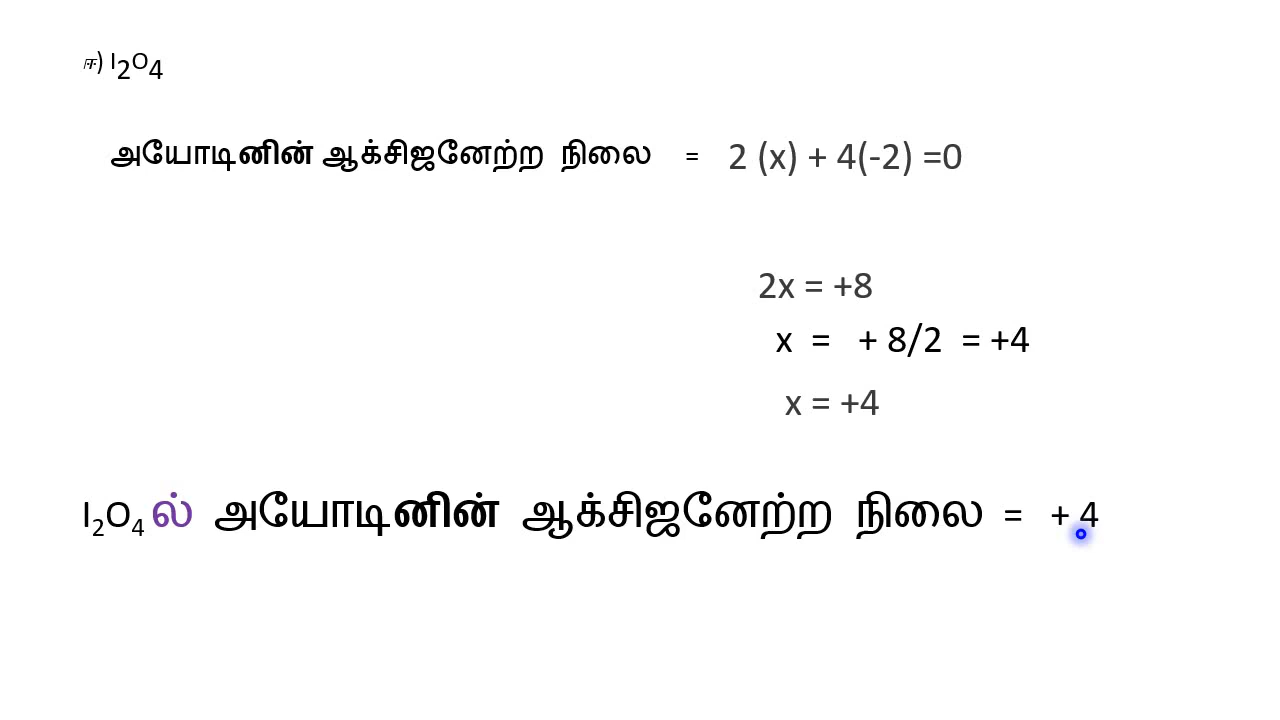 ஈ) I₂O₄
அயோடினின் ஆக்சிஜனேற்ற நிலை = 2 (x) + 4(-2) =0
2x = +8
x = + 8/2 = +4
x = +4
I₂O₄ ல் அயோடினின் ஆக்சிஜனேற்ற நிலை = + 4